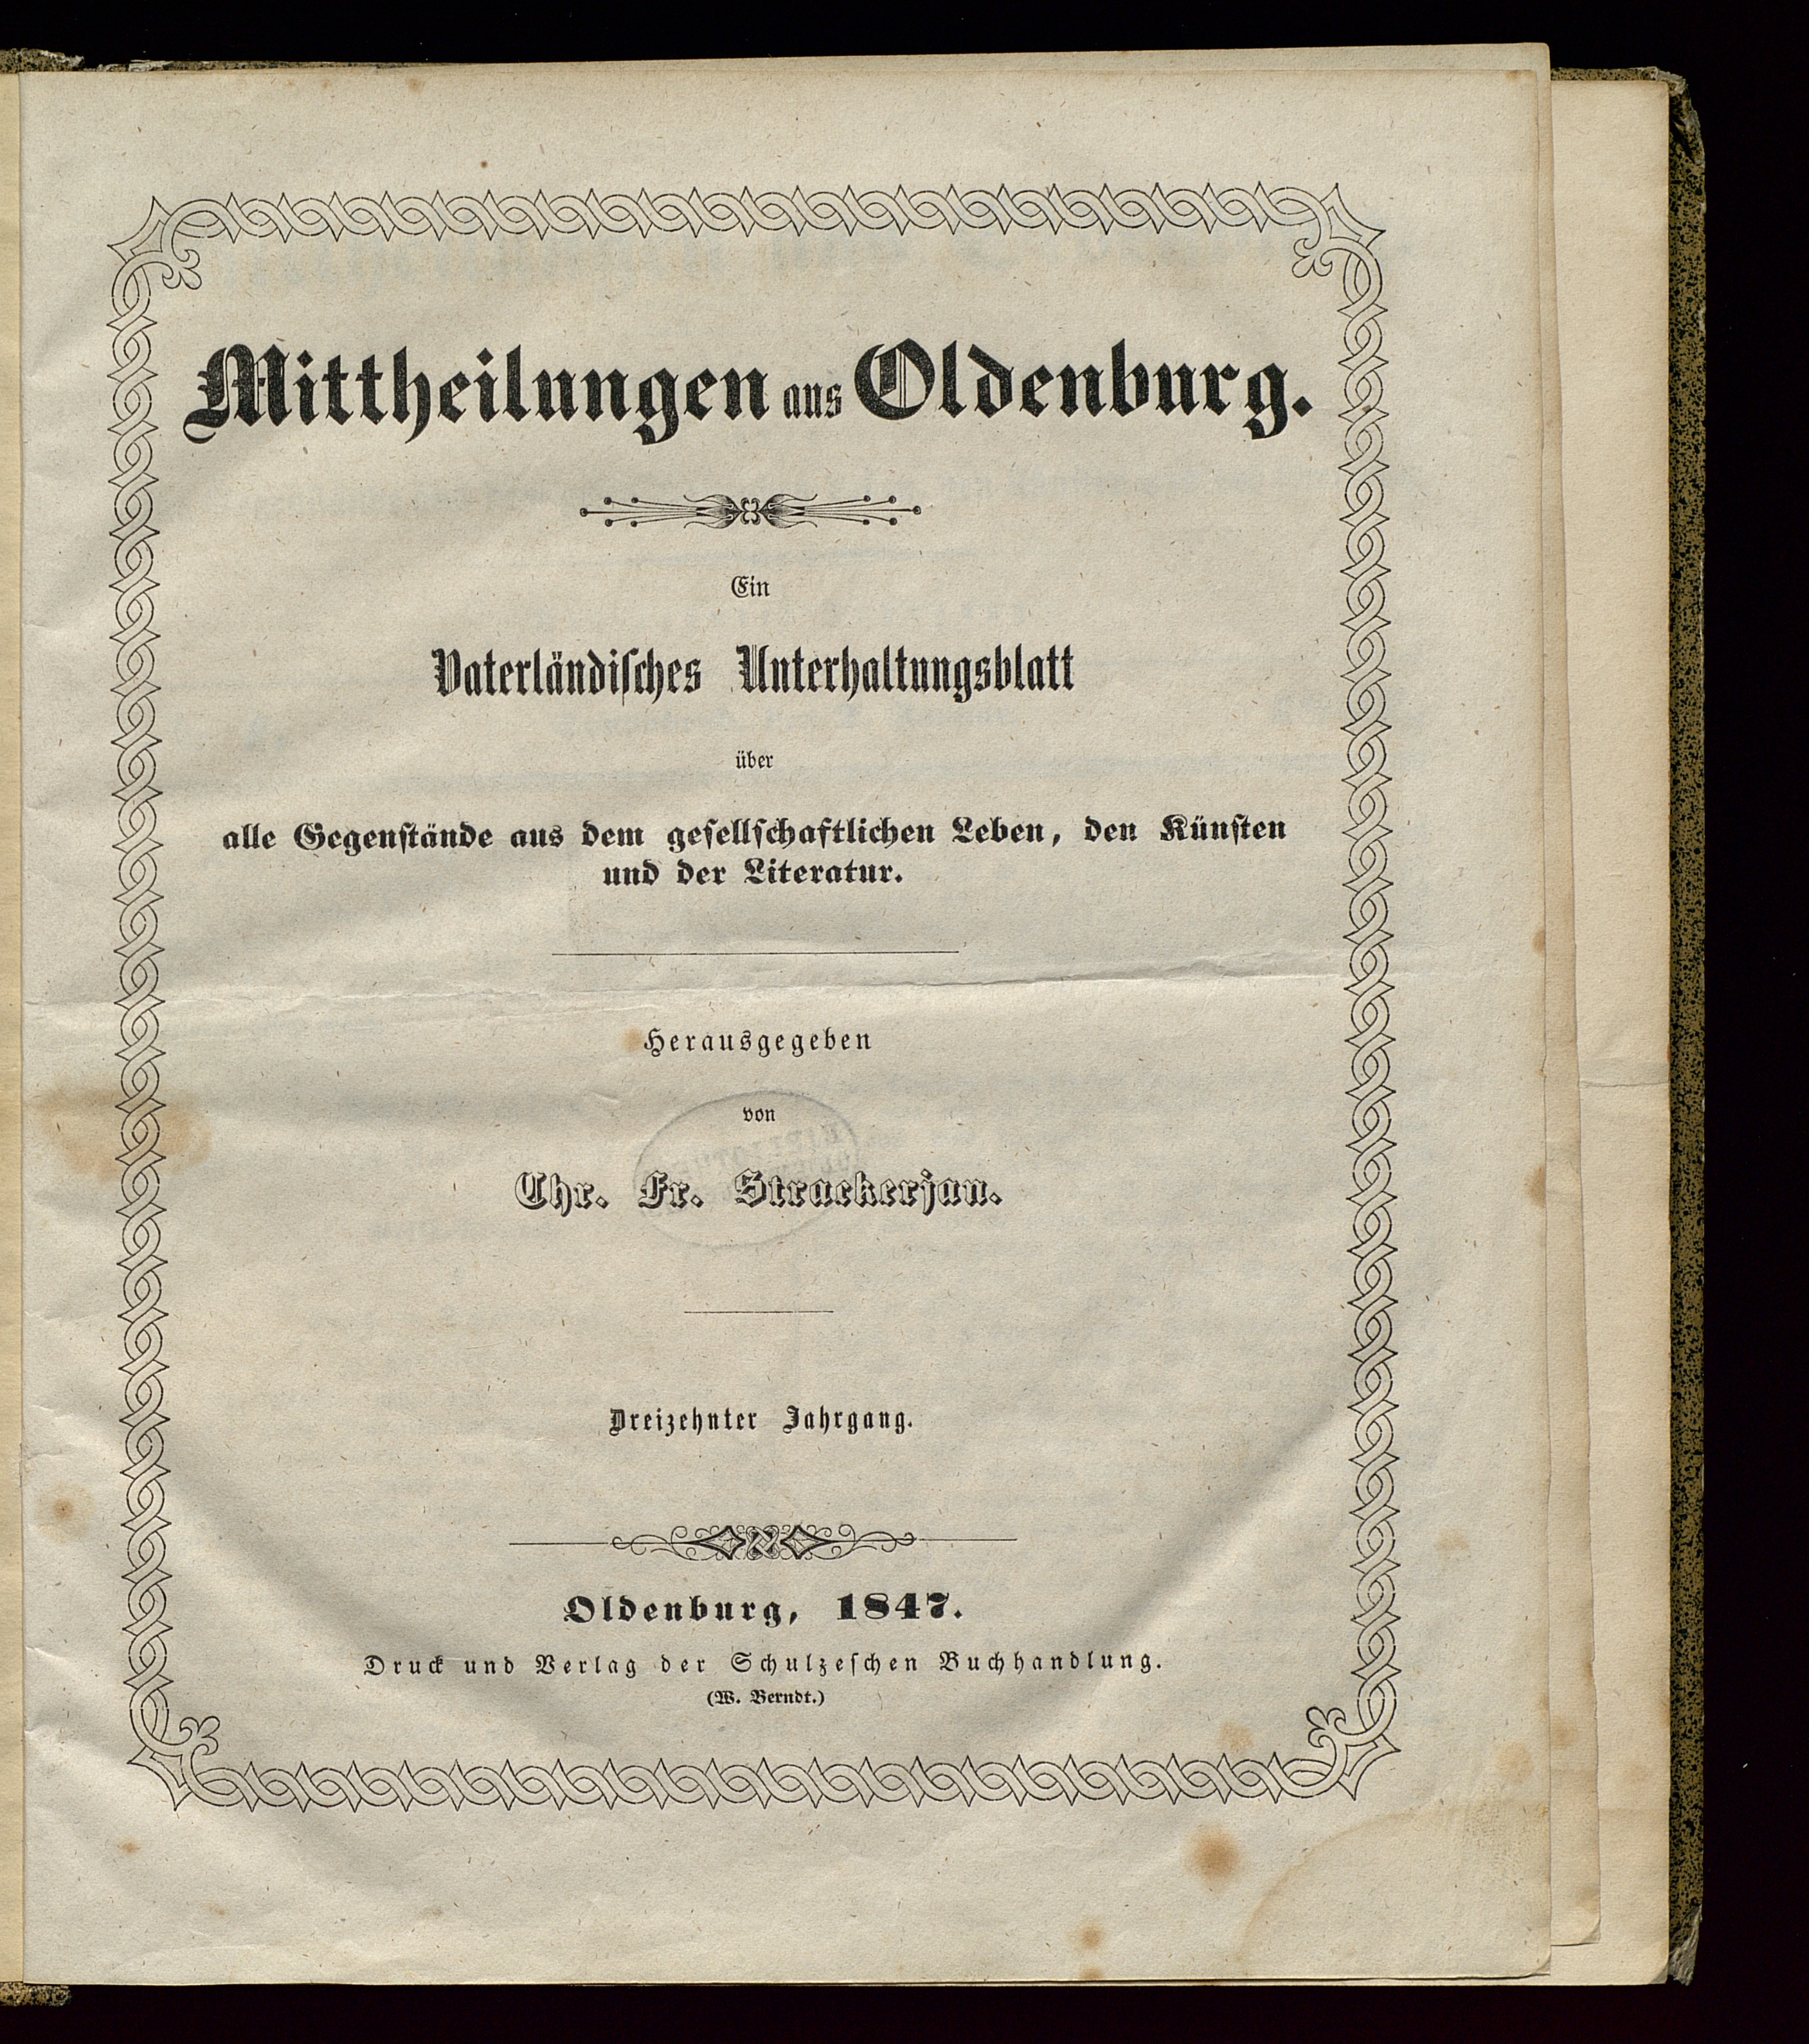 Mittheilungen aus Oldenburg.
Ein
Vaterländisches Unterhaltungsblatt
über
alle Gegenstände aus dem gesellschaftlichen Leben, den Künsten
und der Literatur.
Herausgegeben
von
Chr. Fr. Strackerjan.
Dreizehnter Jahrgang.
Oldenburg, 1847.
Druck und Verlag der Schulzeschen Buchhandlung.
(W. Berndt.)